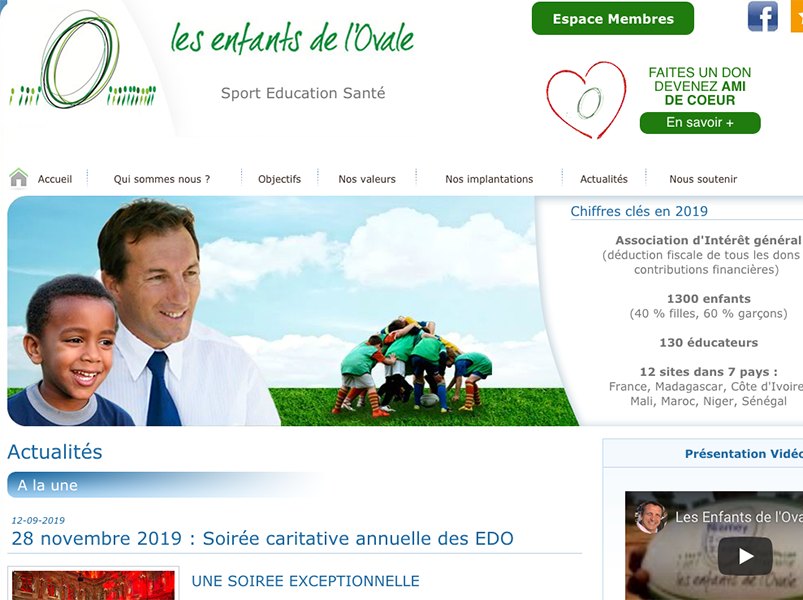 les enfants de l'Ovale
Sport Education Santé
Espace Membres
FAITES UN DON
DEVENEZ AMI
DE COEUR
En savoir +
Accueil
Qui sommes nous ?
Objectifs
Nos valeurs
Nos implantations
Actualités
Nous soutenir
Chiffres clés en 2019
Association d'Intérêt général
(déduction fiscale de tous les dons
contributions financières)
1300 enfants
(40 % filles, 60 % garçons)
130 éducateurs
12 sites dans 7 pays :
France, Madagascar, Côte d'Ivoire
Mali, Maroc, Niger, Sénégal
Actualités
A la une
12-09-2019
28 novembre 2019 : Soirée caritative annuelle des EDO
UNE SOIREE EXCEPTIONNELLE
Présentation Vidéo
Les Enfants de l'Ova
les enfants de l'Ovale